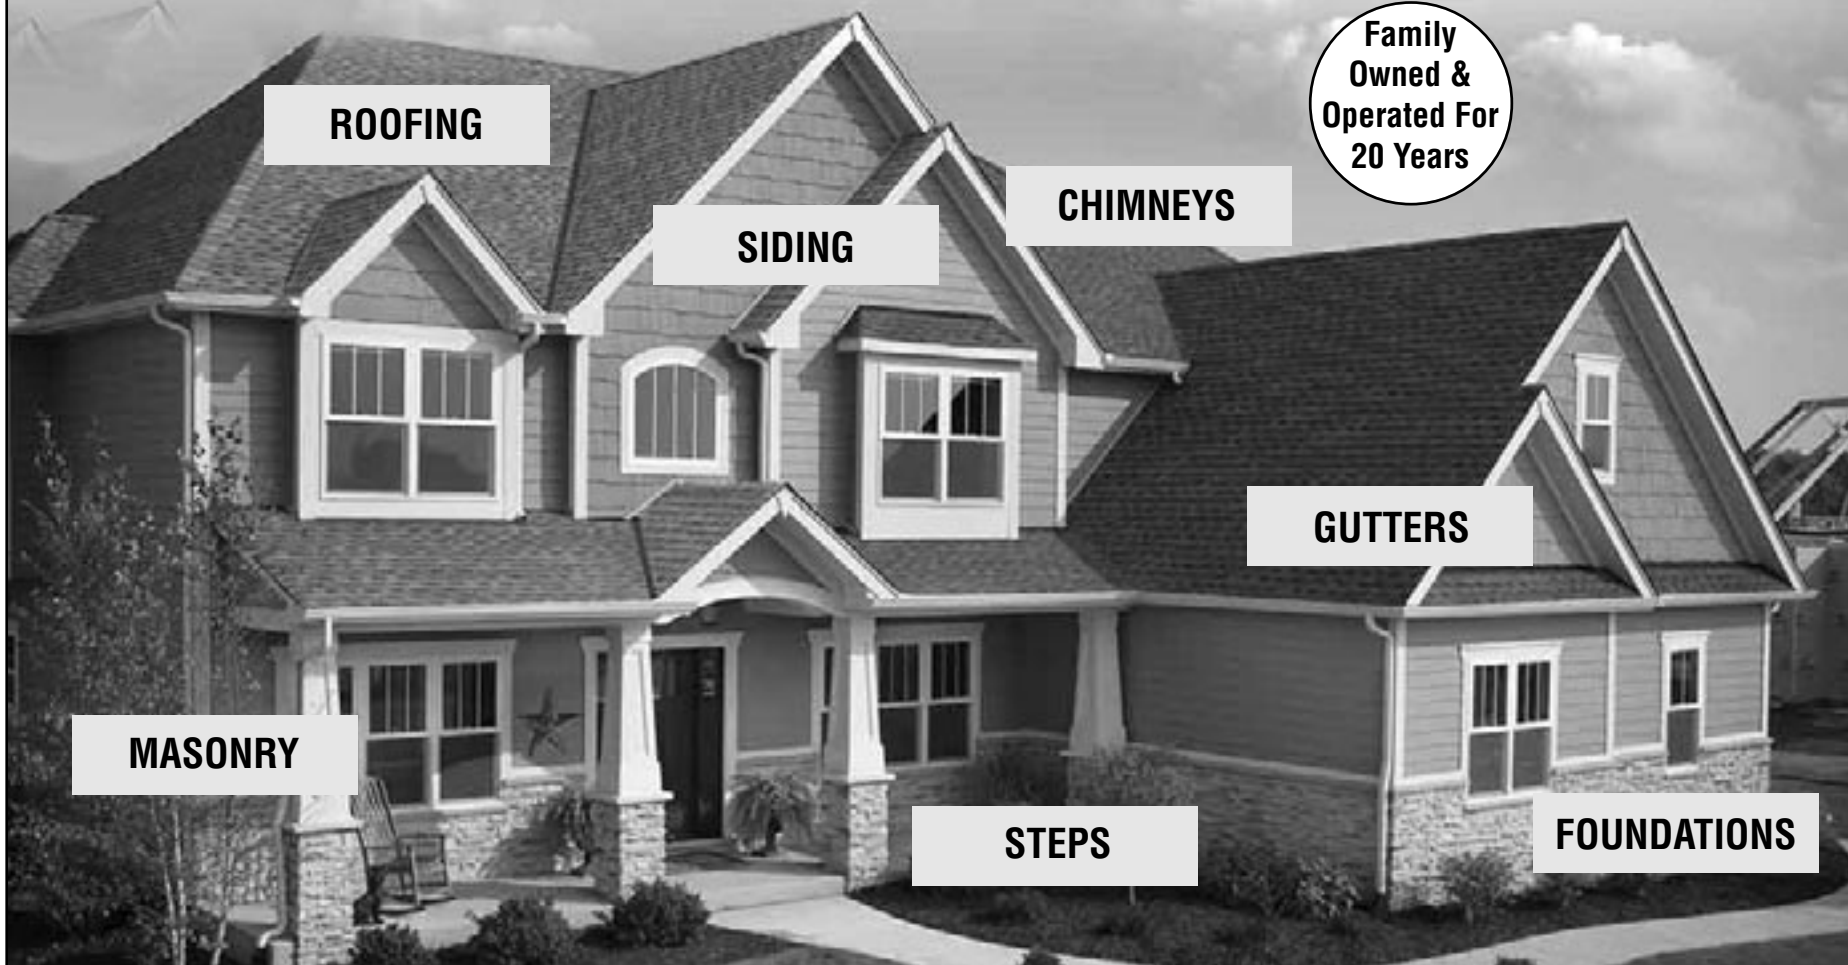 Family
Owned &
Operated For
20 Years
ROOFING
CHIMNEYS
SIDING
GUTTERS
MASONRY
STEPS
FOUNDATIONS